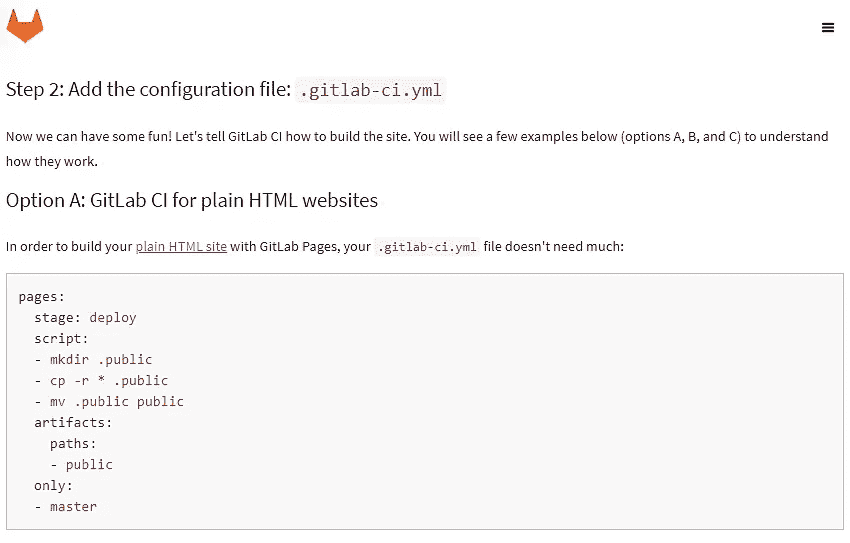 Step 2: Add the configuration file: .gitlab-ci.yml
Now we can have some fun! Let's tell GitLab CI how to build the site. You will see a few examples below (options A, B, and C) to understand
how they work.
Option A: GitLab CI for plain HTML websites
In order to build your plain HTML site with GitLab Pages, your .gitlab-ci.yml file doesn't need much:
pages:
  stage: deploy
  script:
  - mkdir .public
  - cp -r * .public
  - mv .public public
  artifacts:
    paths:
    - public
  only:
  - master